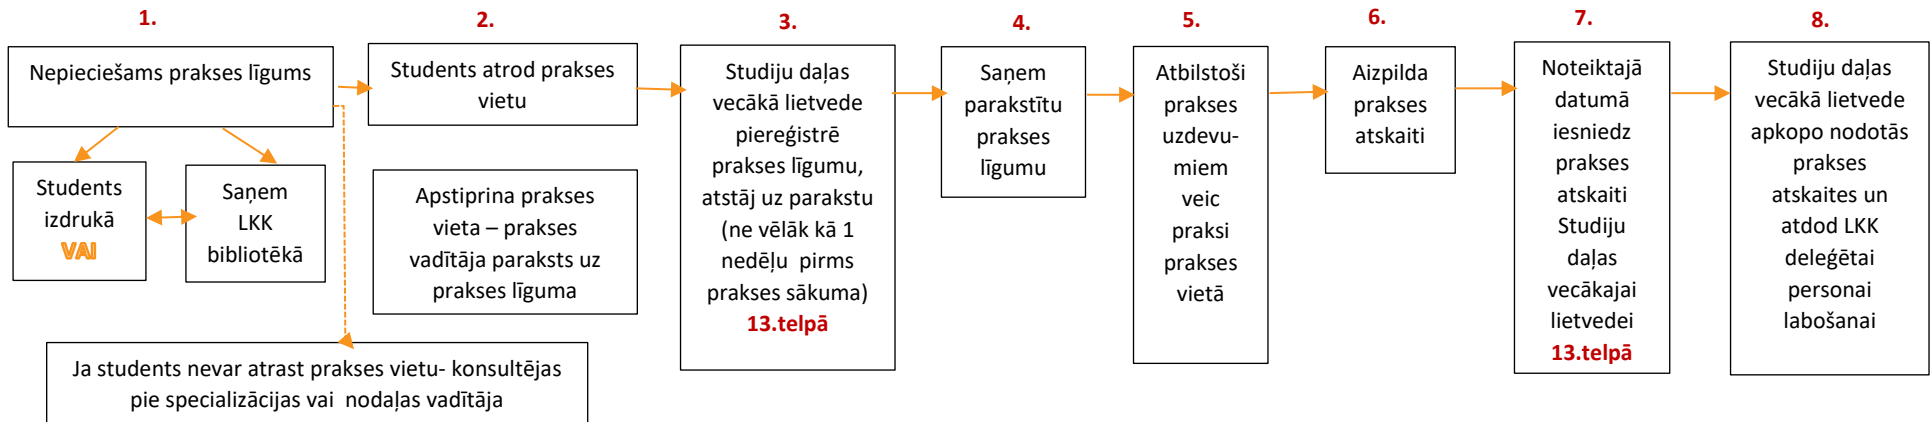 1.
Nepieciešams prakses līgums
Students
izdrukā
VAI
Saņem
LKK
bibliotēkā
Ja students nevar atrast prakses vietu- konsultējas
pie specializācijas vai nodaļas vadītāja
2.
Students atrod prakses
vietu
Apstiprina prakses
vieta – prakses
vadītāja paraksts uz
prakses līguma
3.
Studiju daļas
vecākā lietvede
piereģistrē
prakses līgumu,
atstāj uz parakstu
(ne vēlāk kā 1
nedēļu pirms
prakses sākuma)
13.telpā
4.
Saņem
parakstītu
prakses
līgumu
5.
Atbilstoši
prakses
uzdevu-
miem
veic
praksi
prakses
vietā
6.
Aizpilda
prakses
atskaiti
7.
Noteiktajā
datumā
iesniedz
prakses
atskaiti
Studiju
daļas
vecākajai
lietvedei
13.telpā
8.
Studiju daļas
vecākā lietvede
apkopo nodotās
prakses
atskaites un
atdod LKK
deleģētai
personai
labošanai